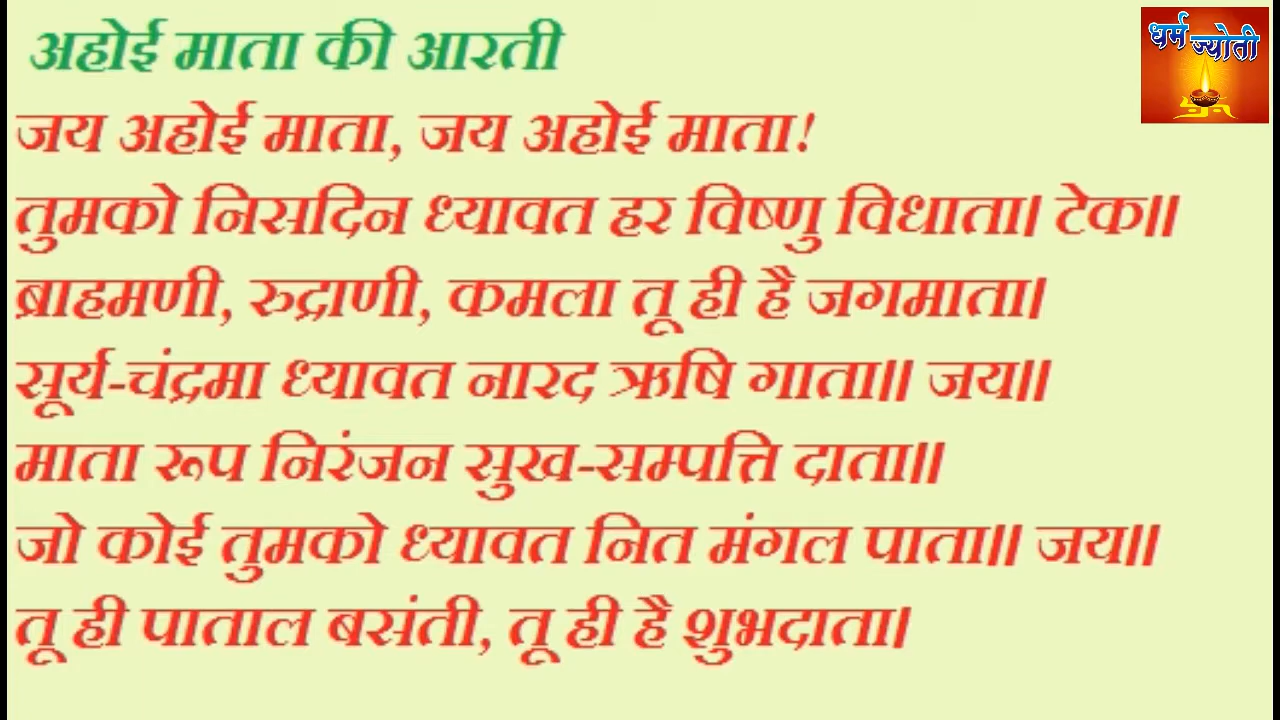 अहोई माता की आरती
धर्म ज्योती
जय अहोई माता, जय अहोई माता!
तुमको निसदिन ध्यावत हर विष्णु विधाता। टेक॥
ब्राहमणी, रुद्राणी, कमला तू ही है जगमाता।
सूर्य-चंद्रमा ध्यावत नारद ऋषि गाता॥ जय॥
माता रूप निरंजन सुख-सम्पत्ति दाता॥
जो कोई तुमको ध्यावत नित मंगल पाता॥ जय॥
तू ही पाताल बसंती, तू ही है शुभदाता।